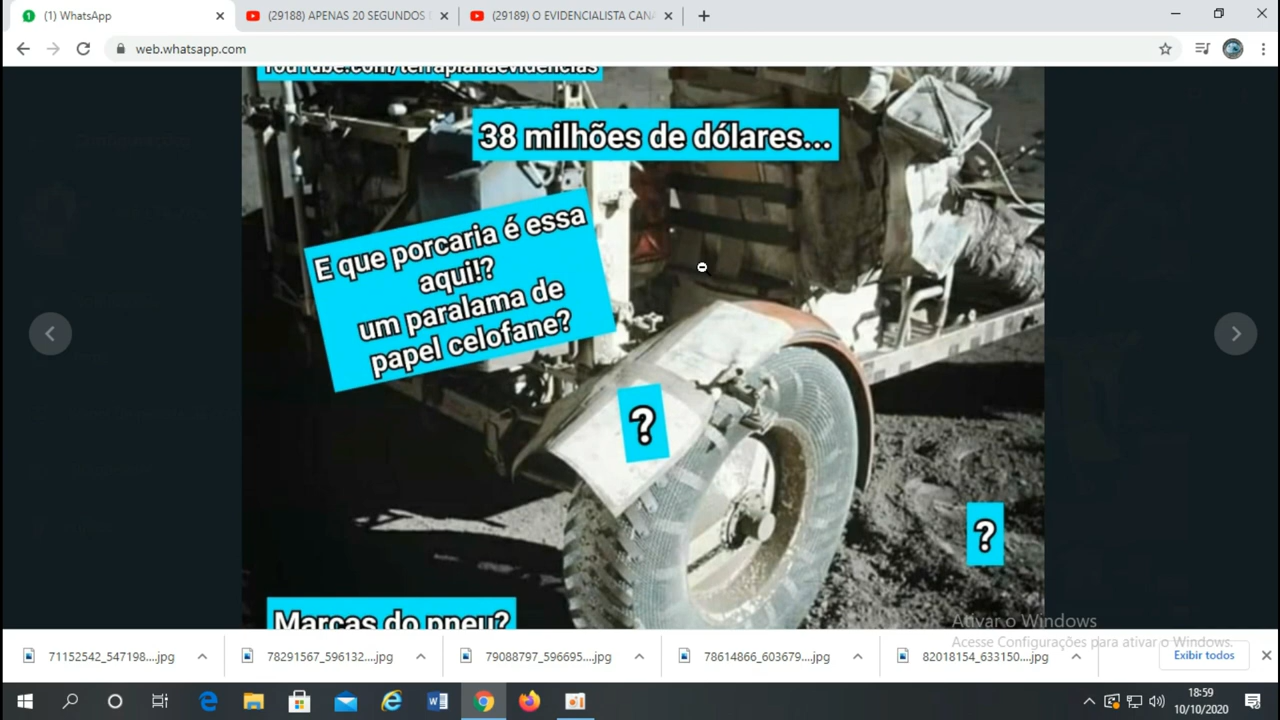 (1) WhatsApp
(29188) APENAS 20 SEGUNDOS
(29189) O EVIDENCIALISTA CANA
web.whatsapp.com
YouTube.com/terraplanaevidencias
38 milhões de dólares...
E que porcaria é essa
aqui!?
um paralama de
papel celofane?
?
?
Marcas do pneu?
Ativar o Windows
Acesse Configurações para ativar o Windows.
71152542_547198....jpg
78391567_596132....jpg
79088797_596695....jpg
78614866_603679....jpg
82018154_633150....jpg
Exibir todos
18:59
10/10/2020